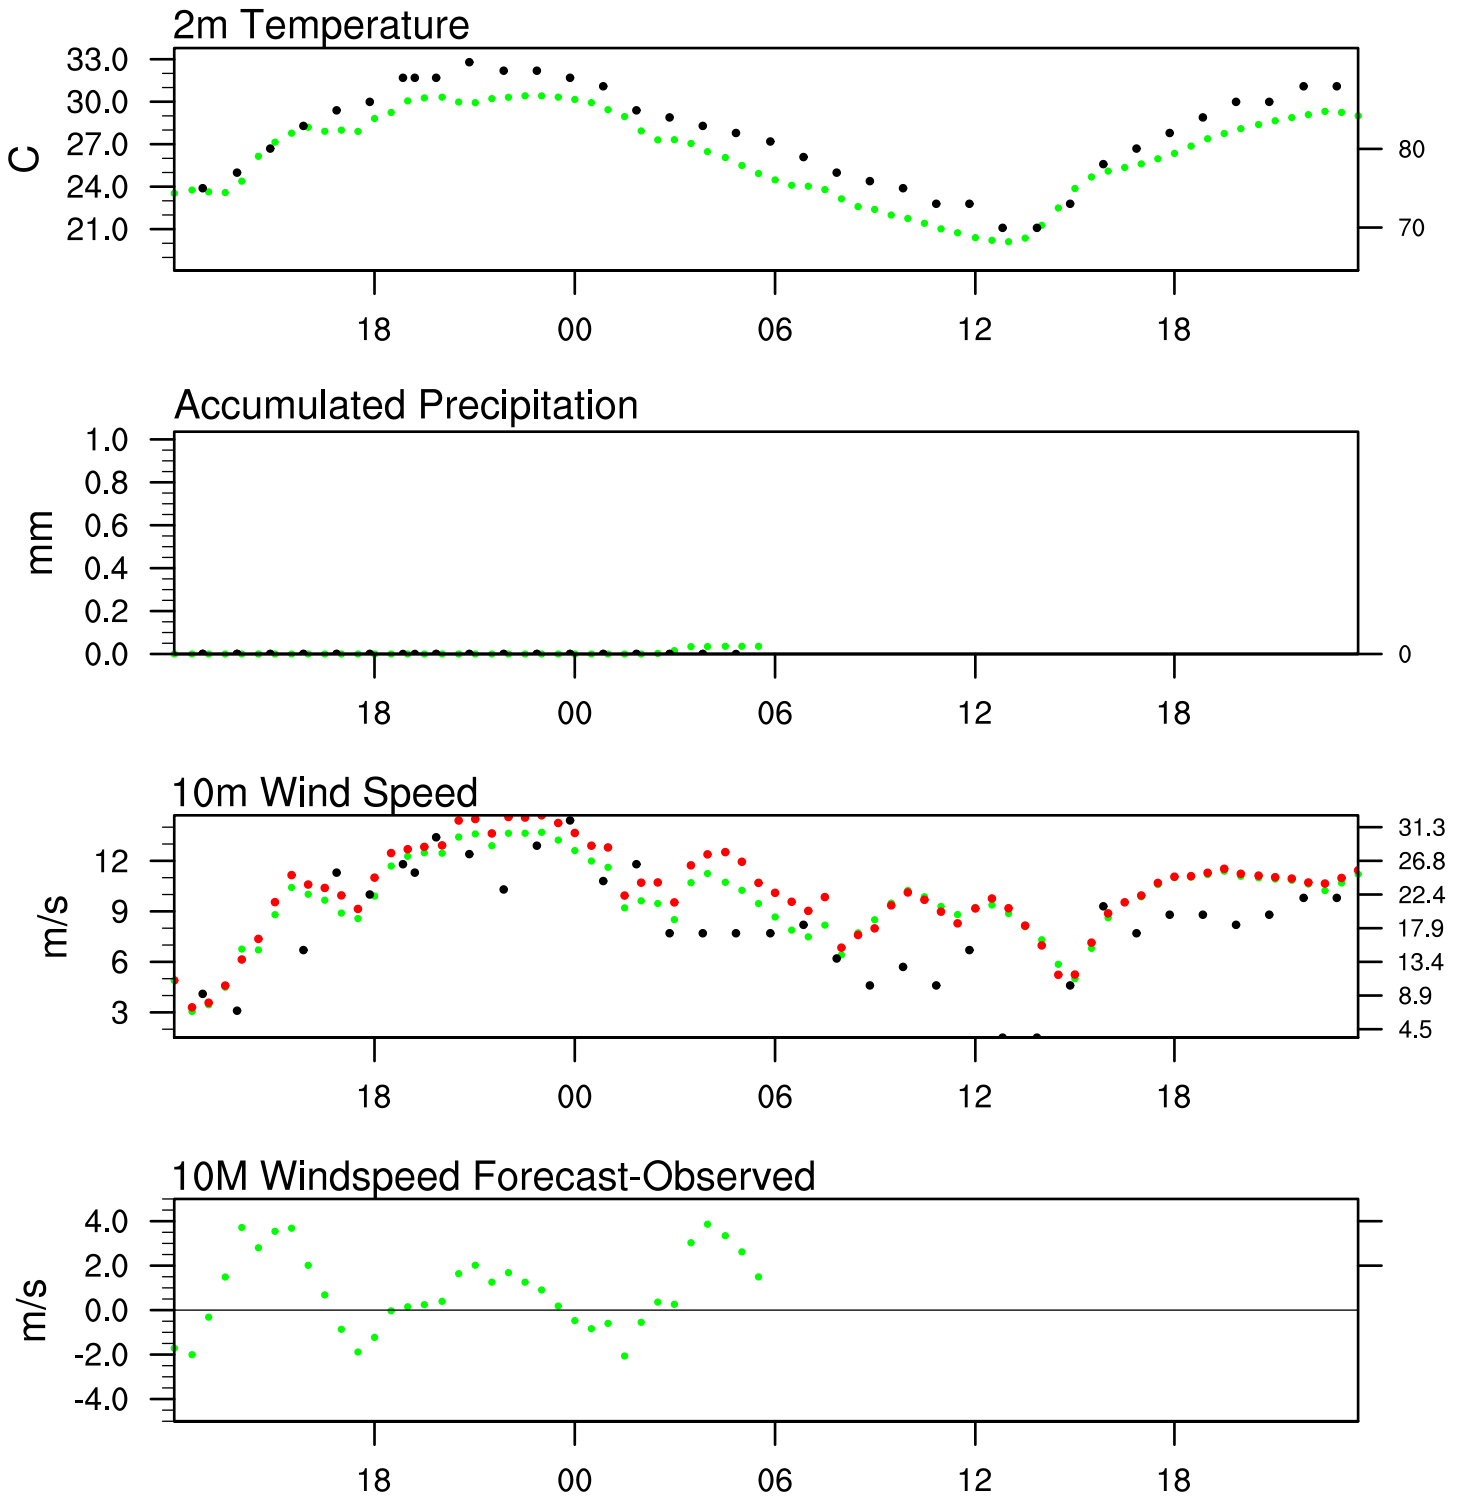 2m Temperature
33.0
30.0
27.0
24.0
21.0
C
80
70
18 00 06 12 18
Accumulated Precipitation
1.0
0.8
0.6
0.4
0.2
0.0
mm
0
18 00 06 12 18
10m Wind Speed
12
9
6
3
m/s
31.3
26.8
22.4
17.9
13.4
8.9
4.5
18 00 06 12 18
10M Windspeed Forecast-Observed
4.0
2.0
0.0
-2.0
-4.0
m/s
18 00 06 12 18